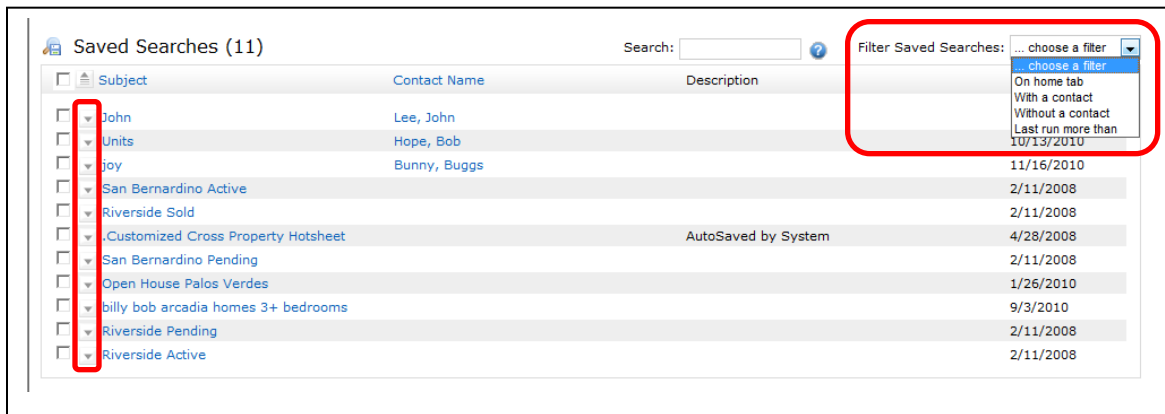 Saved Searches (11) Search: Filter Saved Searches: ... choose a filter
... choose a filter
On home tab
With a contact
Without a contact
Last run more than
Subject Contact Name Description
John Lee, John
Units Hope, Bob 10/13/2010
joy Bunny, Buggs 11/16/2010
San Bernardino Active 2/11/2008
Riverside Sold 2/11/2008
.Customized Cross Property Hotsheet AutoSaved by System 4/28/2008
San Bernardino Pending 2/11/2008
Open House Palos Verdes 1/26/2010
billy bob arcadia homes 3+ bedrooms 9/3/2010
Riverside Pending 2/11/2008
Riverside Active 2/11/2008